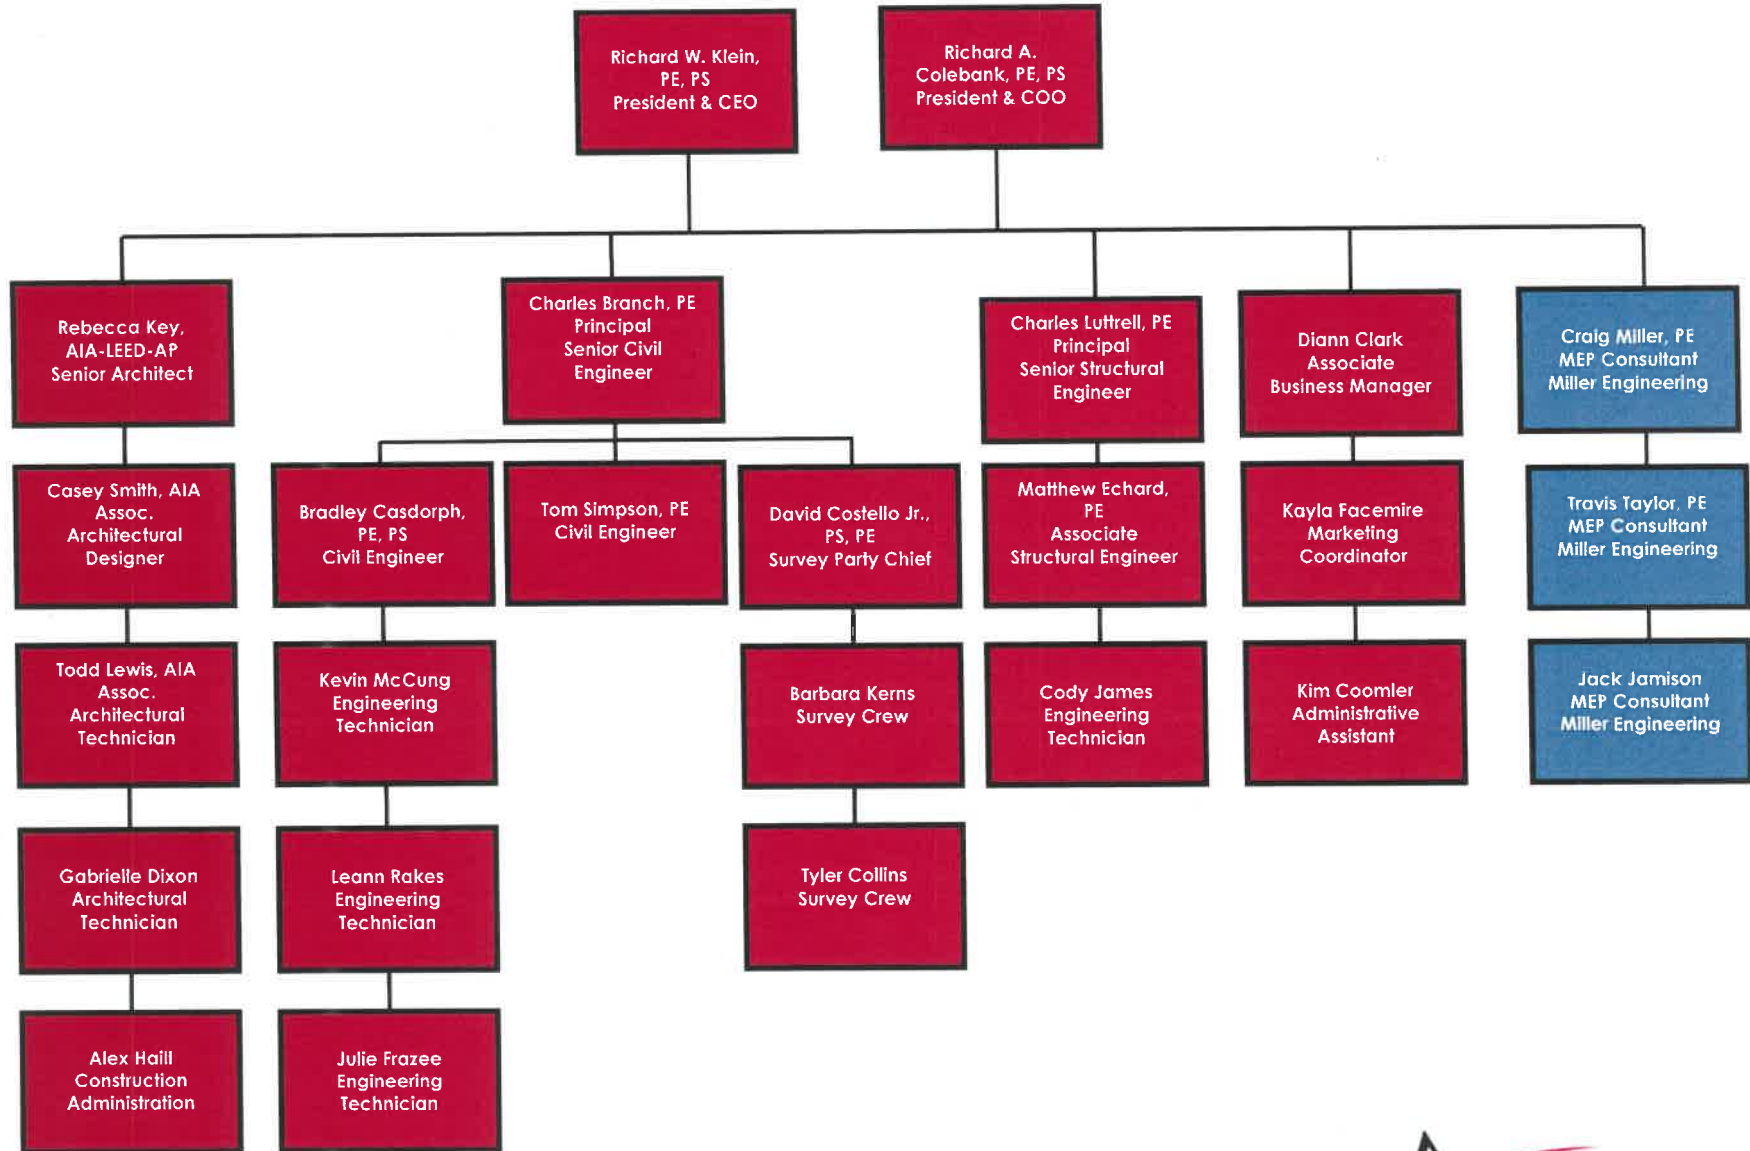 Richard W. Klein,
PE, PS
President & CEO
Richard A.
Colebank, PE, PS
President & COO
Rebecca Key,
AIA-LEED-AP
Senior Architect
Charles Branch, PE
Principal
Senior Civil
Engineer
Charles Luttrell, PE
Principal
Senior Structural
Engineer
Diann Clark
Associate
Business Manager
Craig Miller, PE
MEP Consultant
Miller Engineering
Casey Smith, AIA
Assoc.
Architectural
Designer
Bradley Casdorph,
PE, PS
Civil Engineer
Tom Simpson, PE
Civil Engineer
David Costello Jr.,
PS, PE
Survey Party Chief
Matthew Echard,
PE
Associate
Structural Engineer
Kayla Facemire
Marketing
Coordinator
Travis Taylor, PE
MEP Consultant
Miller Engineering
Todd Lewis, AIA
Assoc.
Architectural
Technician
Kevin McCung
Engineering
Technician
Barbara Kerns
Survey Crew
Cody James
Engineering
Technician
Kim Coomler
Administrative
Assistant
Jack Jamison
MEP Consultant
Miller Engineering
Gabrielle Dixon
Architectural
Technician
Leann Rakes
Engineering
Technician
Tyler Collins
Survey Crew
Alex Haill
Construction
Administration
Julie Frazee
Engineering
Technician